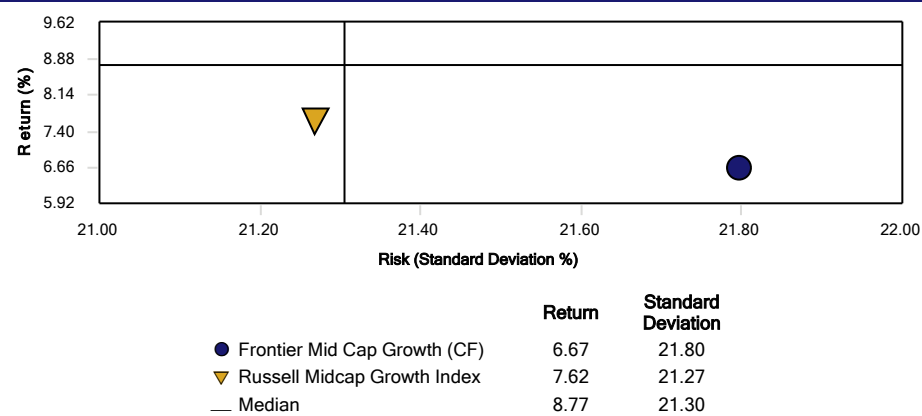 9.62
8.88
8.14
7.40
6.66
5.92
Return (%)
21.00 21.20 21.40 21.60 21.80 22.00
Risk (Standard Deviation %)
Return Standard Deviation
Frontier Mid Cap Growth (CF) 6.67 21.80
Russell Midcap Growth Index 7.62 21.27
Median 8.77 21.30